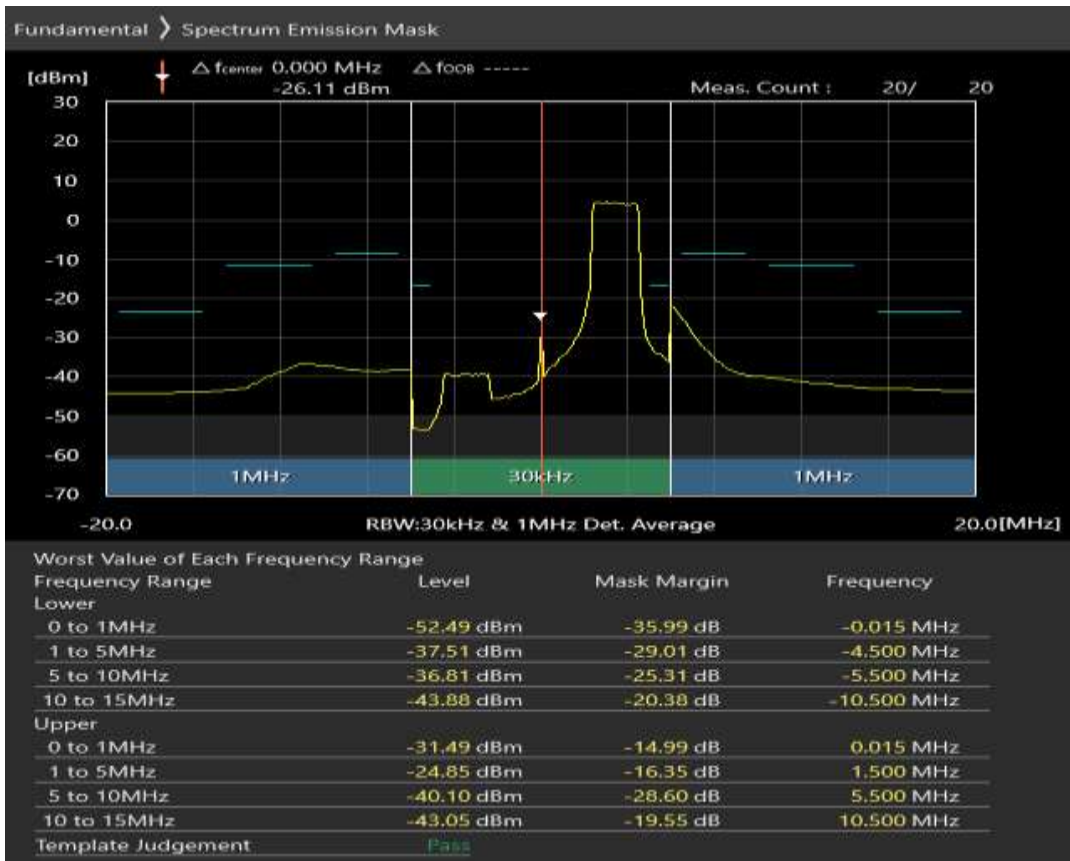 Fundamental ❯ Spectrum Emission Mask
[dBm] △ fcenter 0.000 MHz △ fOOB -----
-26.11 dBm Meas. Count : 20/ 20
30
20
10
0
-10
-20
-30
-40
-50
-60
-70
1MHz 30kHz 1MHz
-20.0 RBW:30kHz & 1MHz Det. Average 20.0[MHz]
Worst Value of Each Frequency Range
Frequency Range Level Mask Margin Frequency
Lower
0 to 1MHz -52.49 dBm -35.99 dB -0.015 MHz
1 to 5MHz -37.51 dBm -29.01 dB -4.500 MHz
5 to 10MHz -36.81 dBm -25.31 dB -5.500 MHz
10 to 15MHz -43.88 dBm -20.38 dB -10.500 MHz
Upper
0 to 1MHz -31.49 dBm -14.99 dB 0.015 MHz
1 to 5MHz -24.85 dBm -16.35 dB 1.500 MHz
5 to 10MHz -40.10 dBm -28.60 dB 5.500 MHz
10 to 15MHz -43.05 dBm -19.55 dB 10.500 MHz
Template Judgement Pass